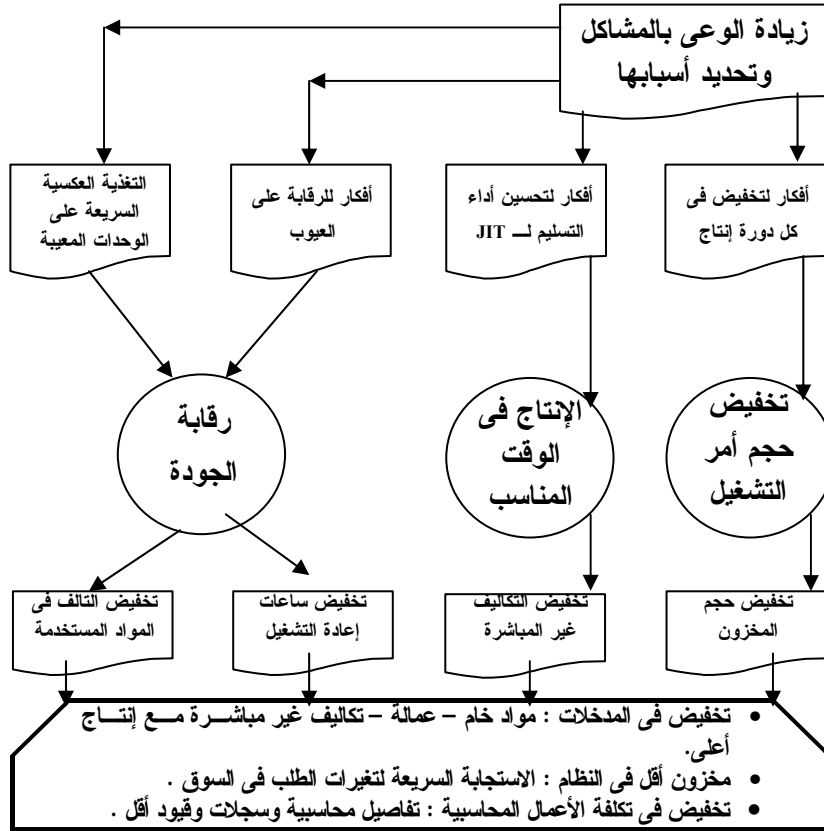 زيادة الوعى بالمشاكل
وتحديد أسبابها
أفكار لتخفيض فى
كل دورة إنتاج
أفكار لتحسين أداء
التسليم لـــ JIT
أفكار للرقابة على
العيوب
التغذية العكسية
السريعة على
الوحدات المعيبة
تخفيض
حجم أمر
التشغيل
الإنتاج فى
الوقت
المناسب
رقابة
الجودة
تخفيض حجم
المخزون
تخفيض التكاليف
غير المباشرة
تخفيض ساعات
إعادة التشغيل
تخفيض التالف فى
المواد المستخدمة
• تخفيض فى المدخلات : مواد خام – عمالة – تكاليف غير مباشـــرة مـــع إنتـــاج
أعلى.
• مخزون أقل فى النظام : الاستجابة السريعة لتغيرات الطلب فى السوق .
• تخفيض فى تكلفة الأعمال المحاسبية : تفاصيل محاسبية وسجلات وقيود أقل .